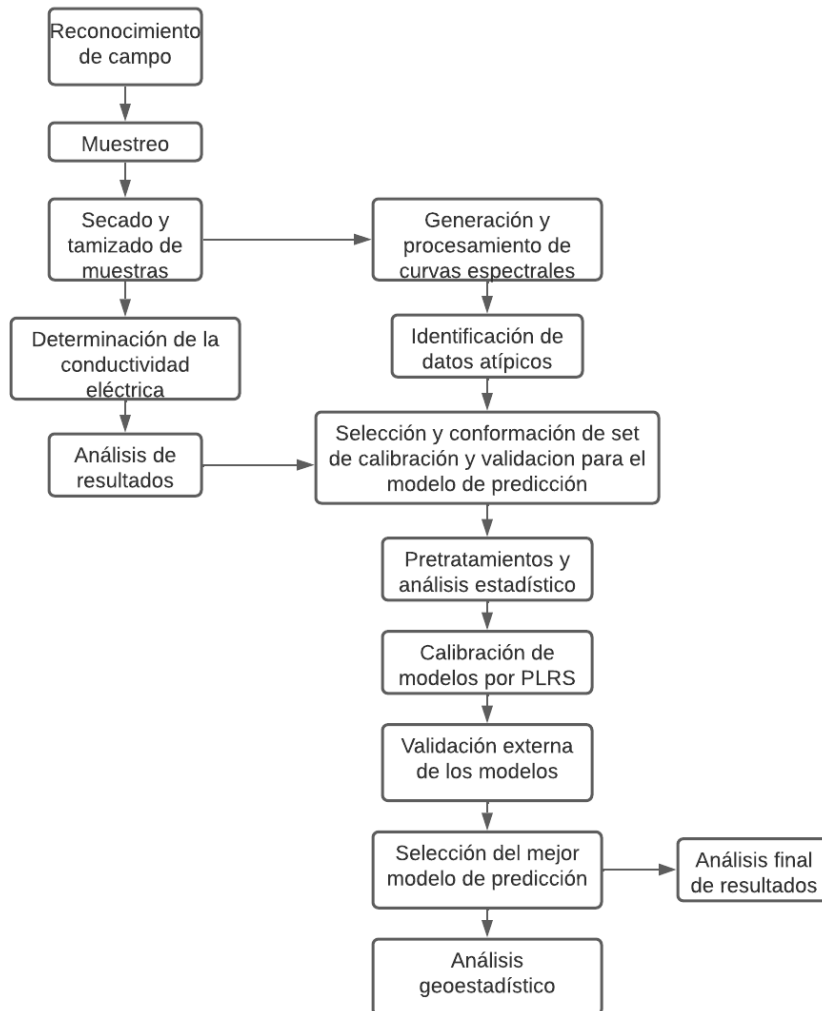 Reconocimiento
de campo
Muestreo
Secado y
tamizado de
muestras
Generación y
procesamiento de
curvas espectrales
Determinación de la
conductividad
eléctrica
Identificación de
datos atípicos
Análisis de
resultados
Selección y conformación de set
de calibración y validacion para el
modelo de predicción
Pretratamientos y
análisis estadístico
Calibración de
modelos por PLRS
Validación externa
de los modelos
Selección del mejor
modelo de predicción
Análisis final
de resultados
Análisis
geoestadístico